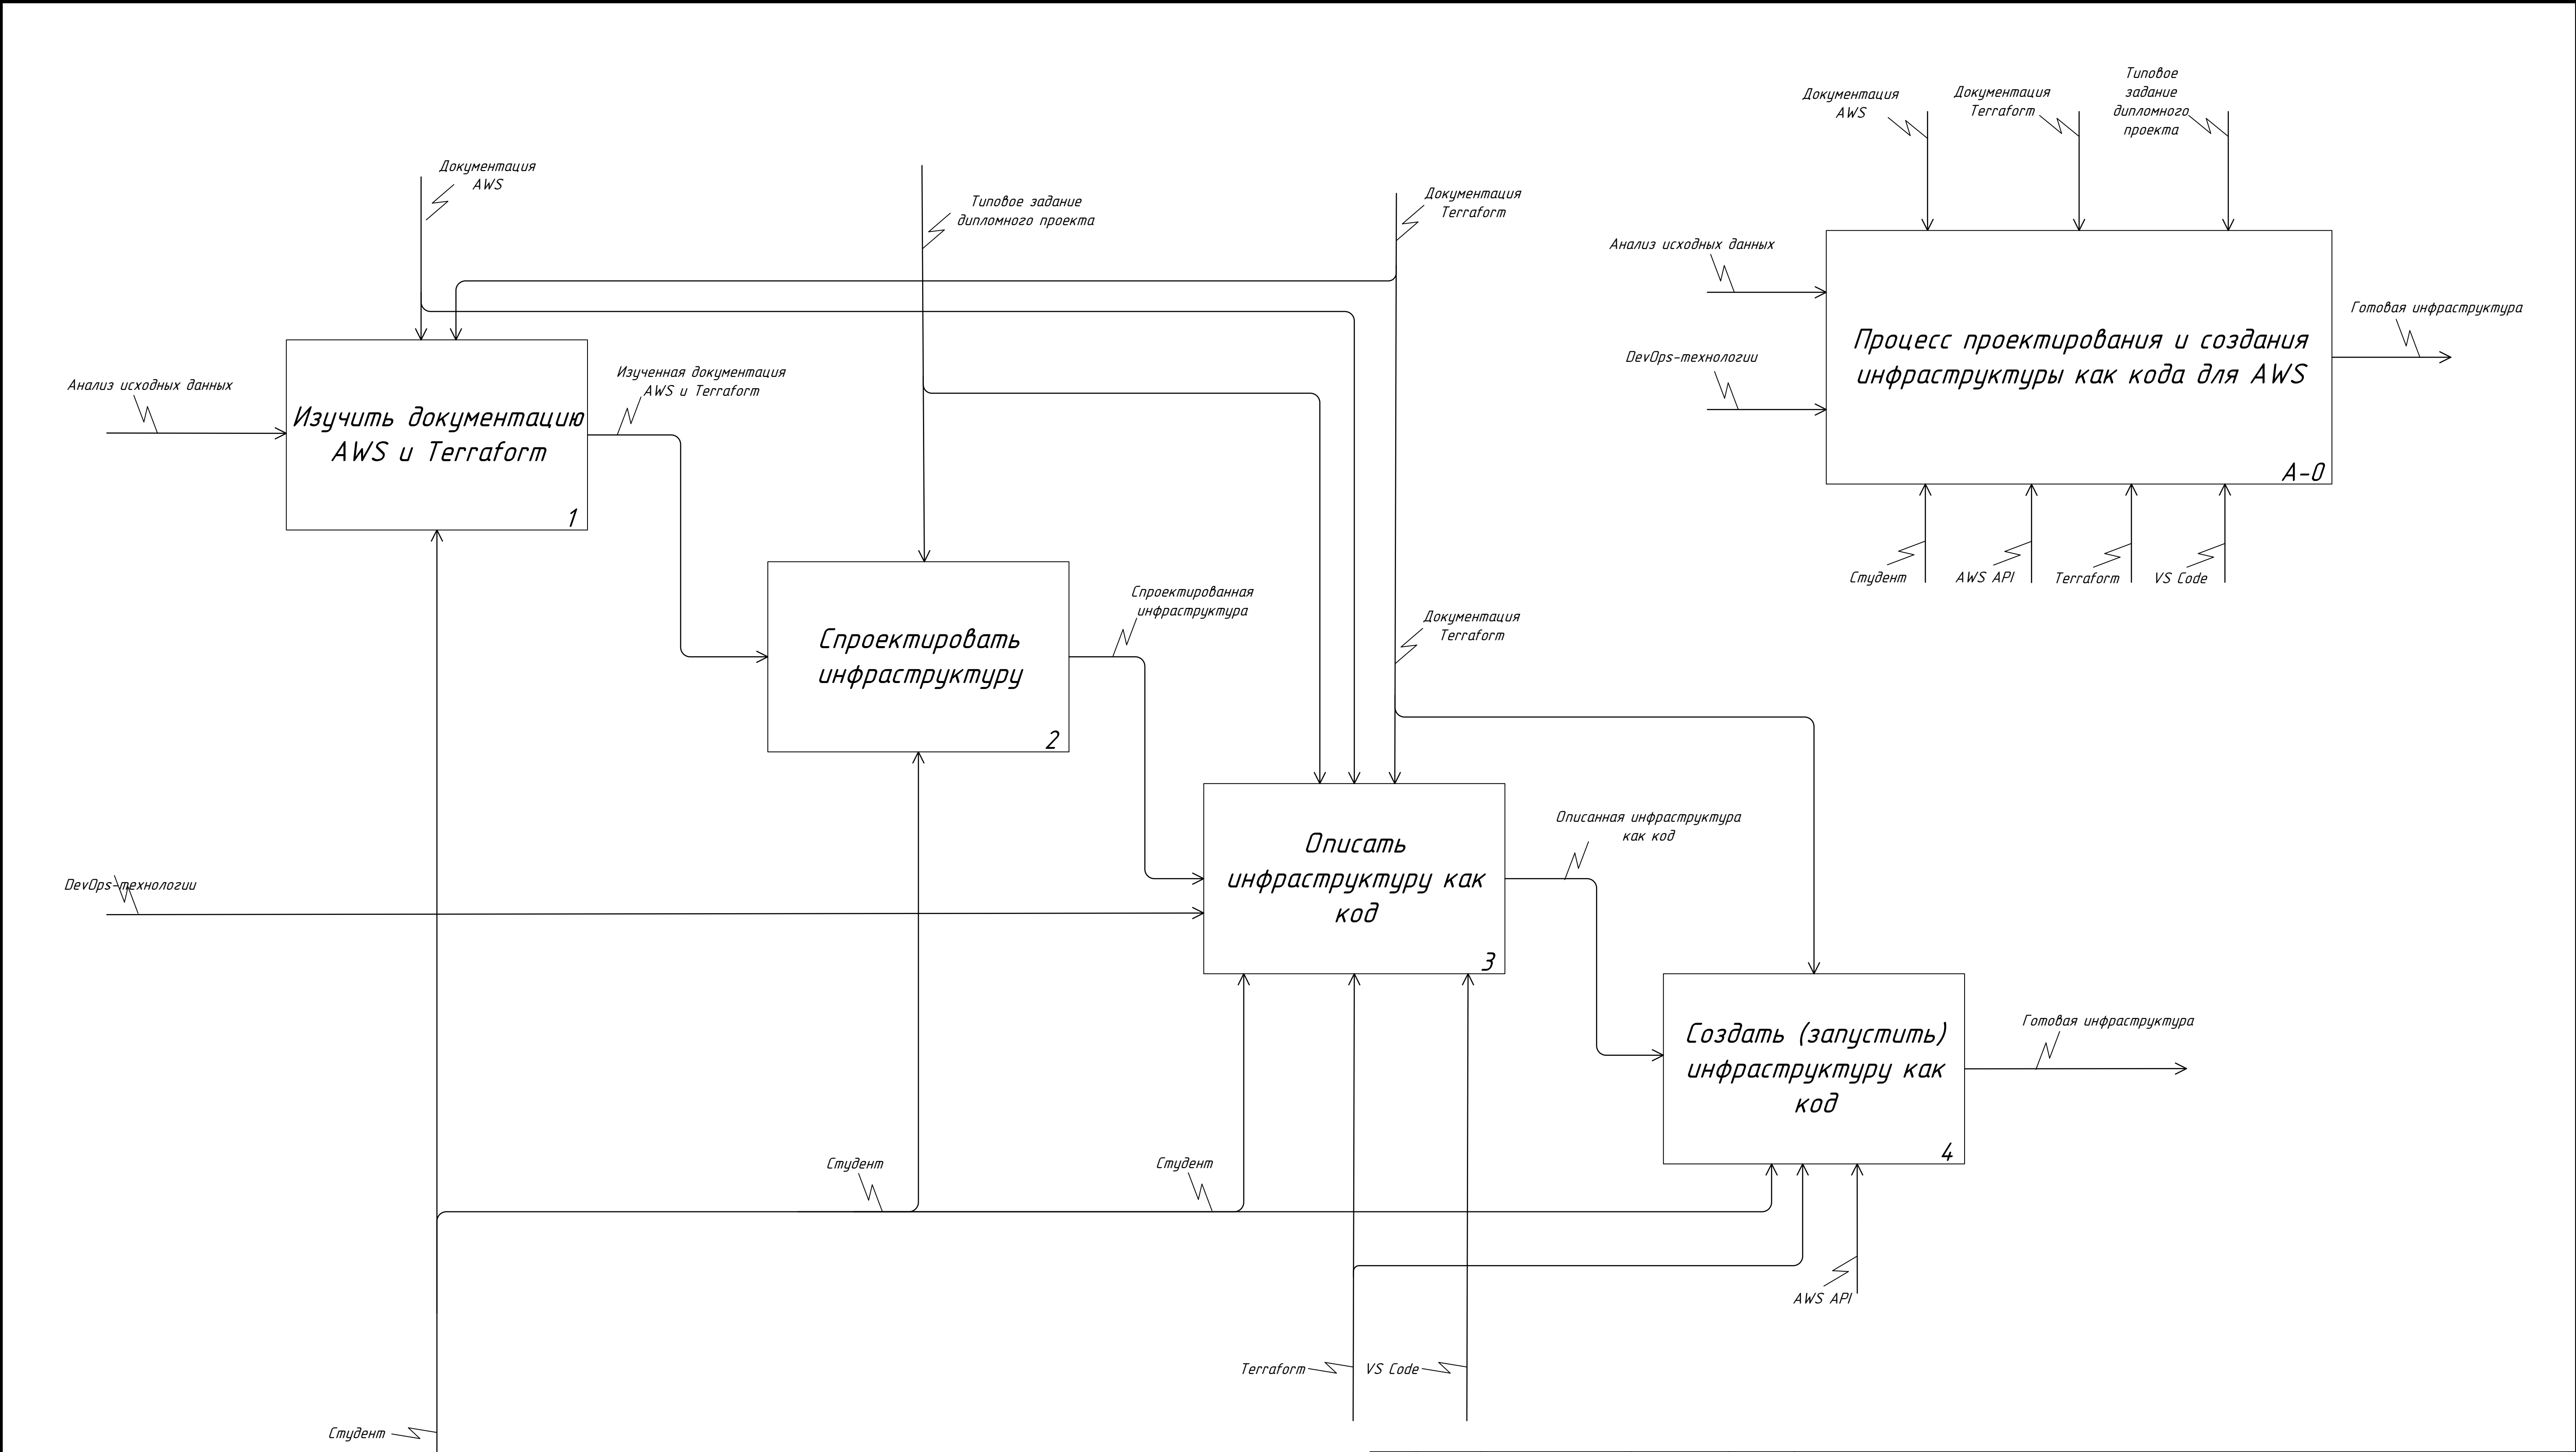 Документация
AWS
Типовое задание
дипломного проекта
Документация
Terraform
Анализ исходных данных
Изучить документацию
AWS и Terraform
1
Изученная документация
AWS и Terraform
Спроектировать
инфраструктуру
2
Спроектированная
инфраструктура
Документация
Terraform
DevOps-технологии
Описать
инфраструктуру как
код
3
Описанная инфраструктура
как код
Создать (запустить)
инфраструктуру как
код
4
Готовая инфраструктура
Студент
Студент
AWS API
Terraform
VS Code
Студент
Документация
AWS
Документация
Terraform
Типовое
задание
дипломного
проекта
Анализ исходных данных
DevOps-технологии
Процесс проектирования и создания
инфраструктуры как кода для AWS
A-0
Готовая инфраструктура
Студент
AWS API
Terraform
VS Code